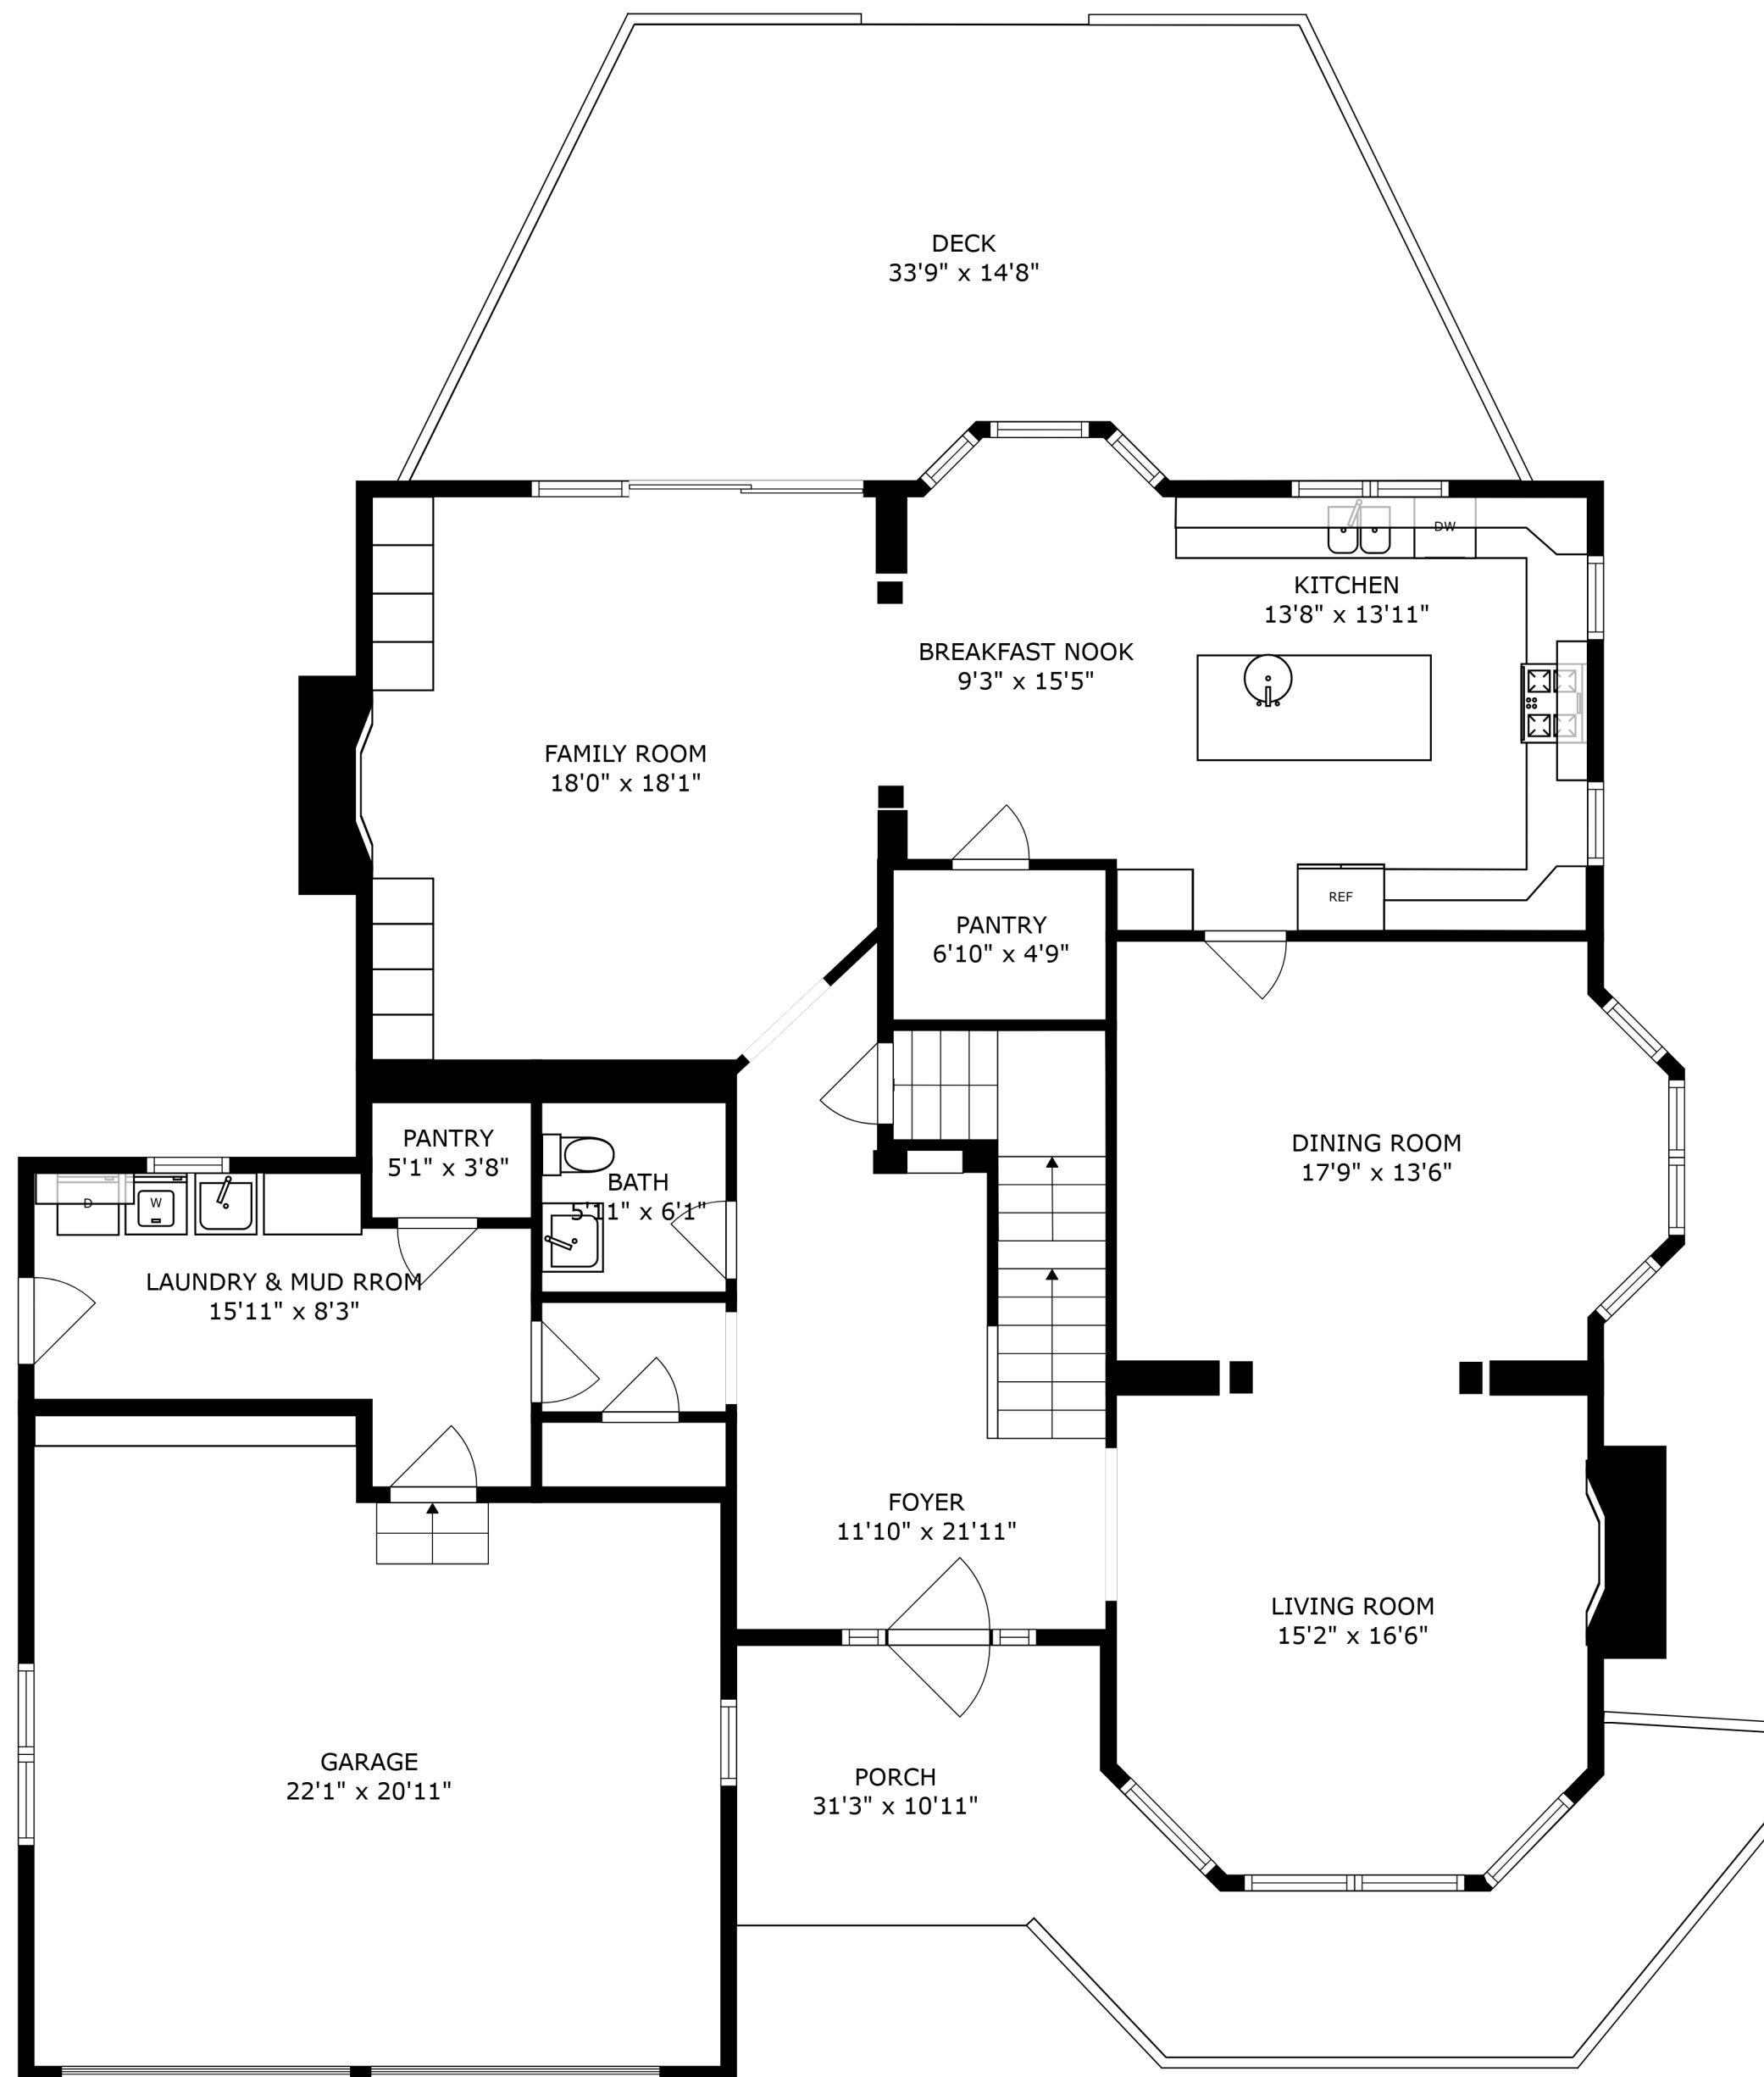 DECK
33'9" x 14'8"
DW
KITCHEN
13'8" x 13'11"
BREAKFAST NOOK
9'3" x 15'5"
FAMILY ROOM
18'0" x 18'1"
REF
PANTRY
6'10" x 4'9"
PANTRY
5'1" x 3'8"
BATH
5'11" x 6'1"
DINING ROOM
17'9" x 13'6"
D
W
LAUNDRY & MUD RROM
15'11" x 8'3"
FOYER
11'10" x 21'11"
LIVING ROOM
15'2" x 16'6"
GARAGE
22'1" x 20'11"
PORCH
31'3" x 10'11"